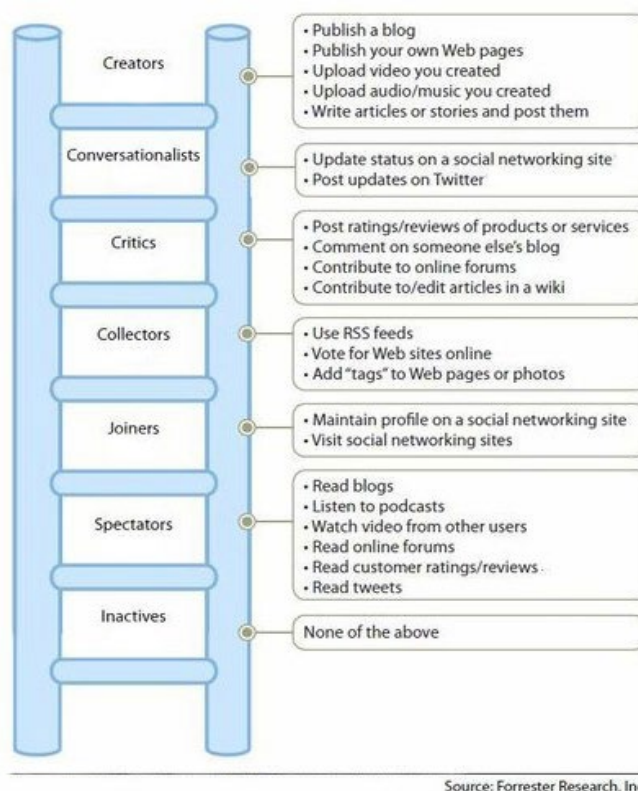 Creators
• Publish a blog
• Publish your own Web pages
• Upload video you created
• Upload audio/music you created
• Write articles or stories and post them
Conversationalists
• Update status on a social networking site
• Post updates on Twitter
Critics
• Post ratings/reviews of products or services
• Comment on someone else's blog
• Contribute to online forums
• Contribute to/edit articles in a wiki
Collectors
• Use RSS feeds
• Vote for Web sites online
• Add "tags" to Web pages or photos
Joiners
• Maintain profile on a social networking site
• Visit social networking sites
Spectators
• Read blogs
• Listen to podcasts
• Watch video from other users
• Read online forums
• Read customer ratings/reviews
• Read tweets
Inactives
None of the above
Source: Forrester Research, In